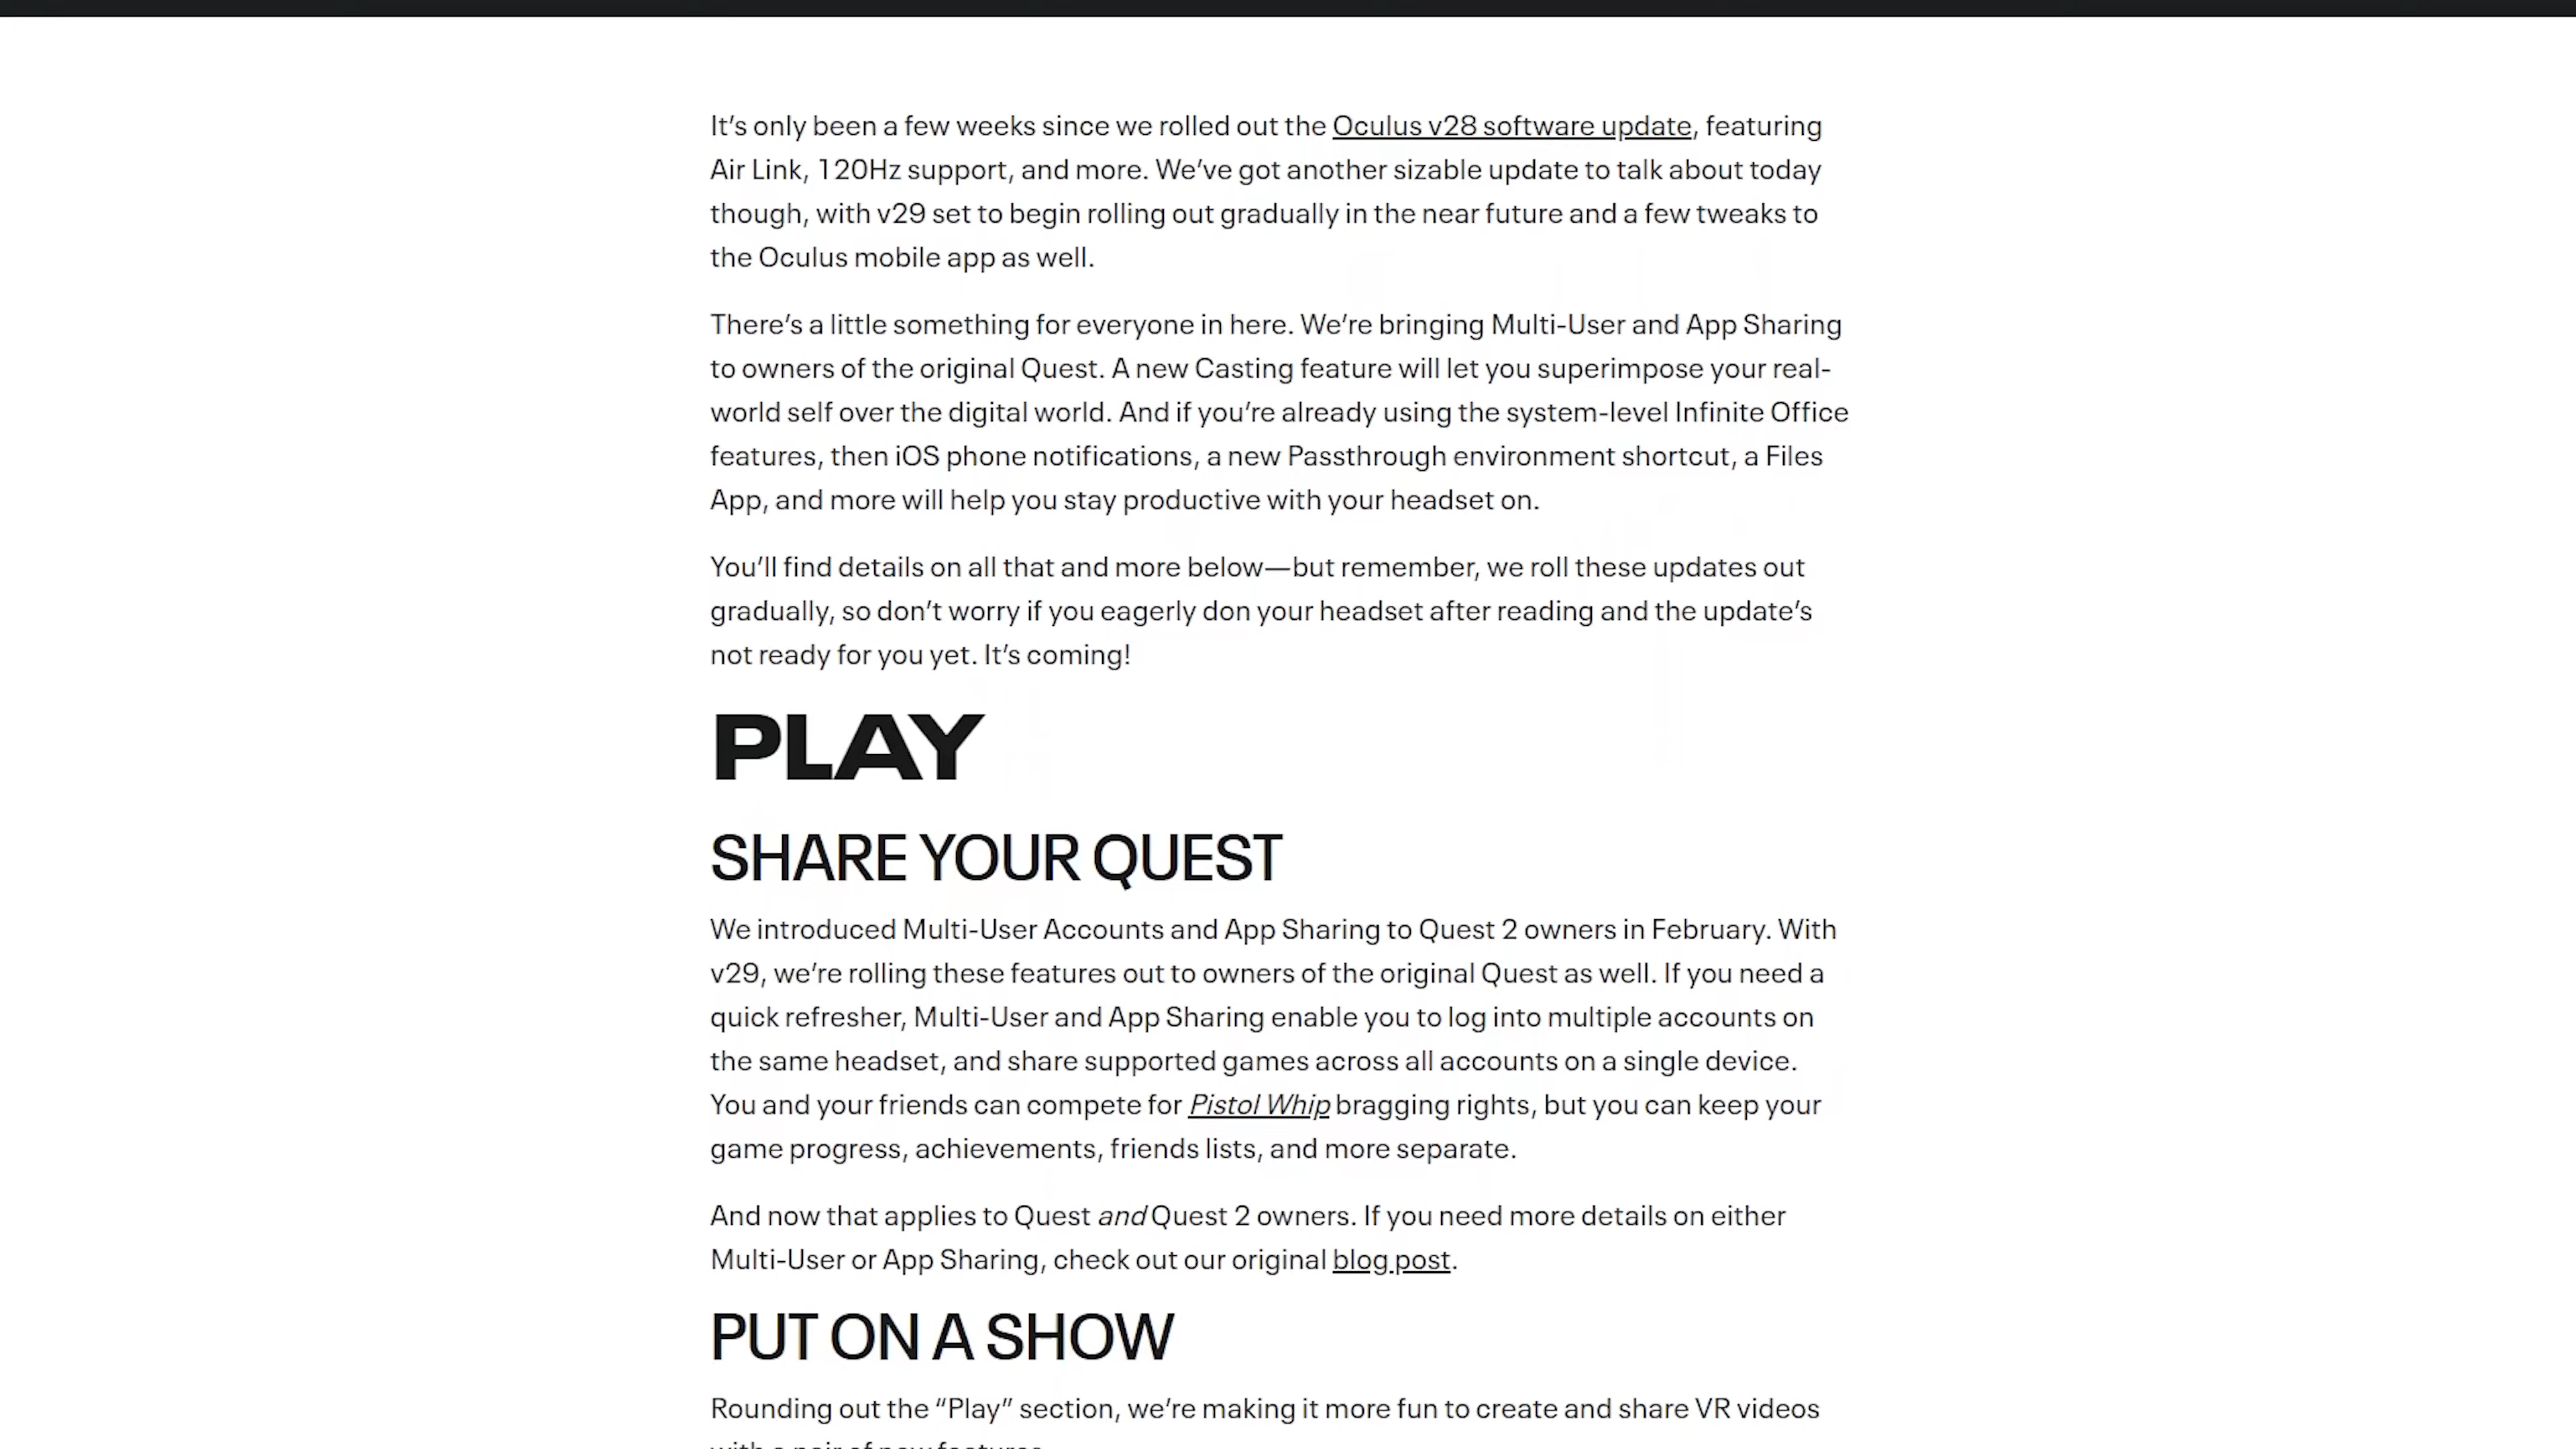 It’s only been a few weeks since we rolled out the Oculus v28 software update, featuring
Air Link, 120Hz support, and more. We’ve got another sizable update to talk about today
though, with v29 set to begin rolling out gradually in the near future and a few tweaks to
the Oculus mobile app as well.
There’s a little something for everyone in here. We’re bringing Multi-User and App Sharing
to owners of the original Quest. A new Casting feature will let you superimpose your real-
world self over the digital world. And if you’re already using the system-level Infinite Office
features, then iOS phone notifications, a new Passthrough environment shortcut, a Files
App, and more will help you stay productive with your headset on.
You’ll find details on all that and more below—but remember, we roll these updates out
gradually, so don’t worry if you eagerly don your headset after reading and the update’s
not ready for you yet. It’s coming!
PLAY
SHARE YOUR QUEST
We introduced Multi-User Accounts and App Sharing to Quest 2 owners in February. With
v29, we’re rolling these features out to owners of the original Quest as well. If you need a
quick refresher, Multi-User and App Sharing enable you to log into multiple accounts on
the same headset, and share supported games across all accounts on a single device.
You and your friends can compete for Pistol Whip bragging rights, but you can keep your
game progress, achievements, friends lists, and more separate.
And now that applies to Quest and Quest 2 owners. If you need more details on either
Multi-User or App Sharing, check out our original blog post.
PUT ON A SHOW
Rounding out the “Play” section, we’re making it more fun to create and share VR videos